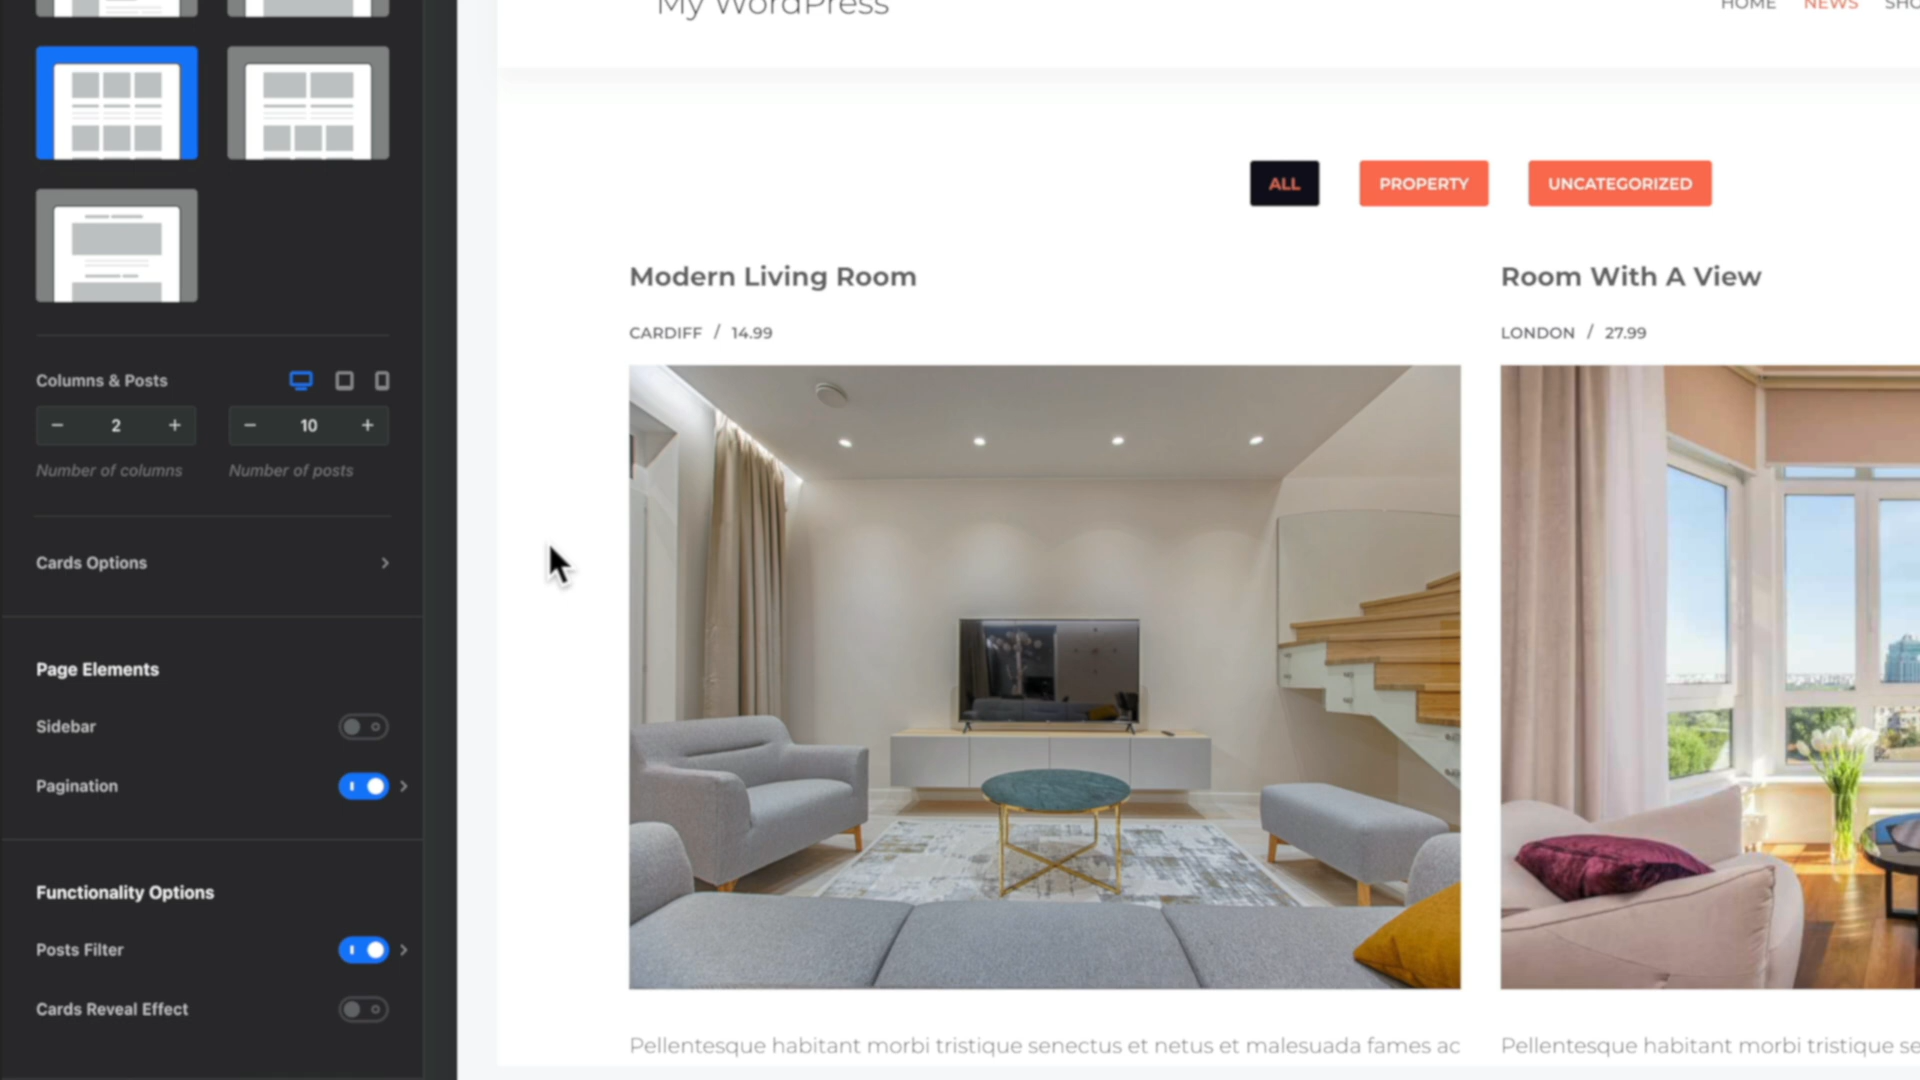 My WordPress
HOME NEWS SHO
ALL PROPERTY UNCATEGORIZED
Modern Living Room
CARDIFF / 14.99
Pellentesque habitant morbi tristique senectus et netus et malesuada fames ac
Room With A View
LONDON / 27.99
Pellentesque habitant morbi tristique se
Columns & Posts
2 10
Number of columns Number of posts
Cards Options
Page Elements
Sidebar
Pagination
Functionality Options
Posts Filter
Cards Reveal Effect